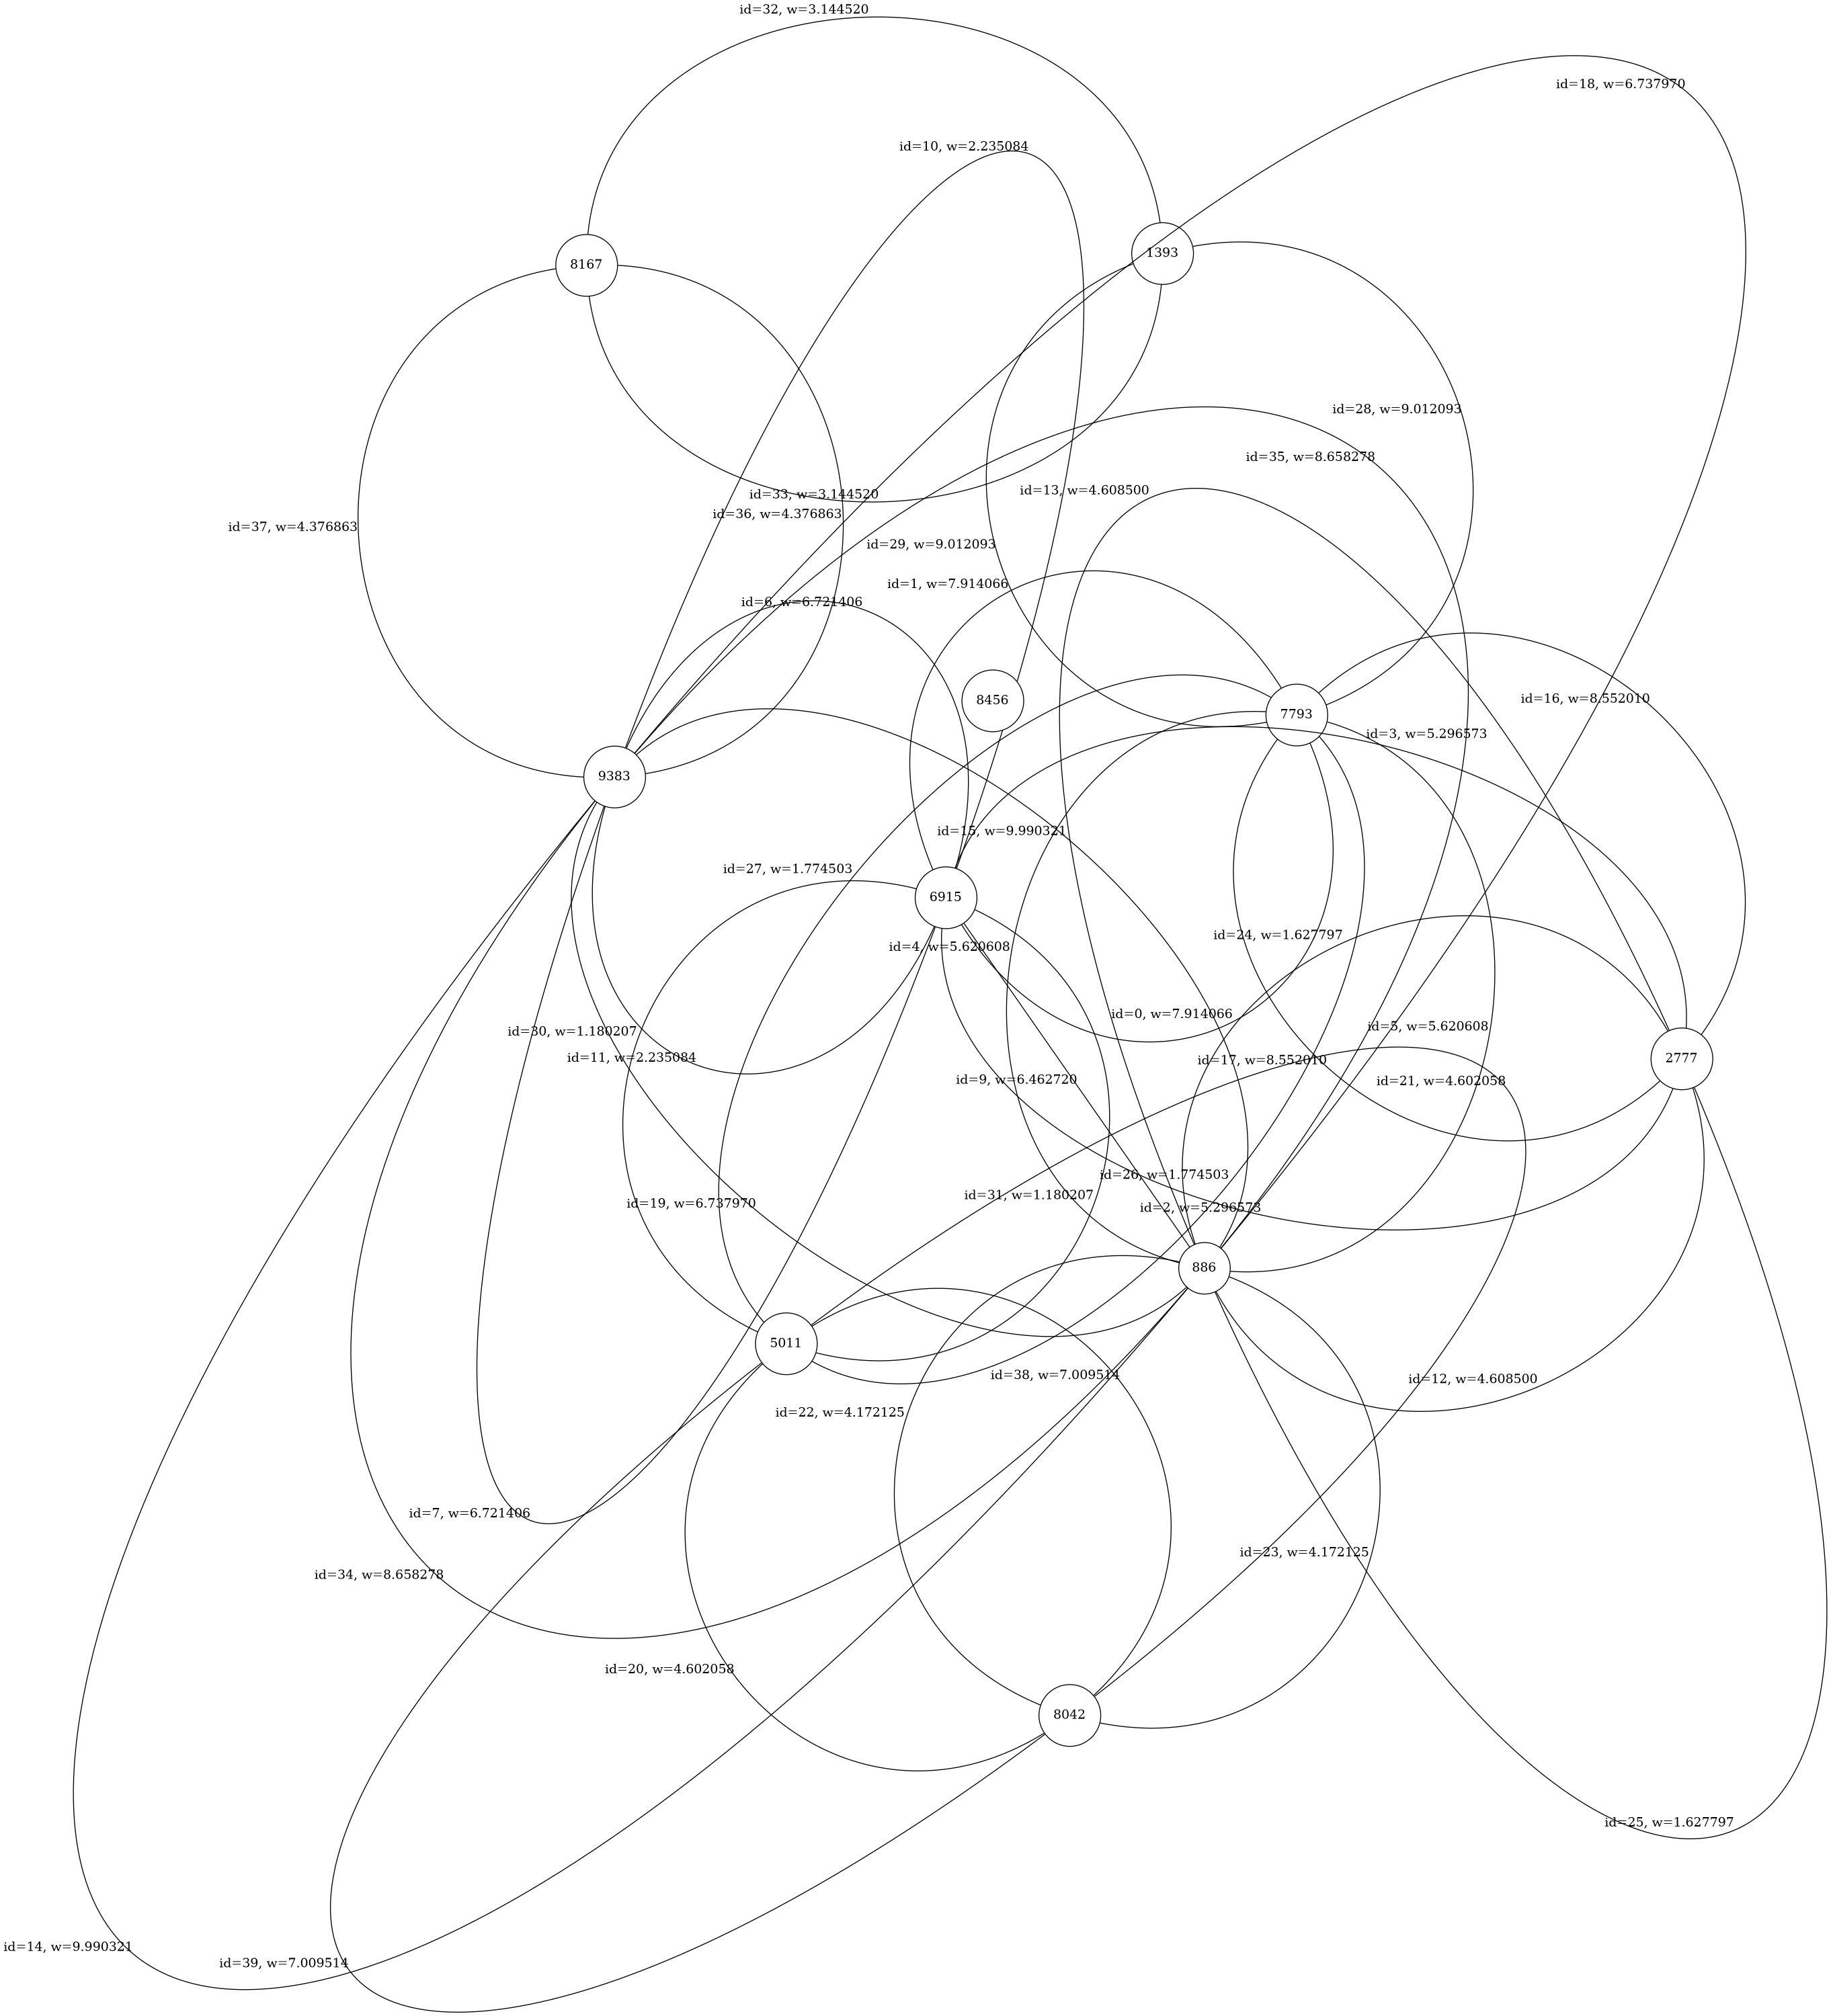 id=32, w=3.144520
id=18, w=6.737970
id=10, w=2.235084
1393
8167
id=28, w=9.012093
id=35, w=8.658278
id=13, w=4.608500
id=33, w=3.144520
id=36, w=4.376863
id=37, w=4.376863
id=29, w=9.012093
id=1, w=7.914066
id=6, w=6.721406
id=16, w=8.552010
8456
7793
id=3, w=5.296573
9383
id=15, w=9.990321
id=27, w=1.774503
6915
id=24, w=1.627797
id=4, w=5.620608
id=0, w=7.914066
id=5, w=5.620608
id=30, w=1.180207
id=11, w=2.235084
id=17, w=8.552010
2777
id=9, w=6.462720
id=21, w=4.602058
id=26, w=1.774503
id=31, w=1.180207
id=19, w=6.737970
id=2, w=5.296573
886
5011
id=38, w=7.009514
id=12, w=4.608500
id=22, w=4.172125
id=7, w=6.721406
id=23, w=4.172125
id=34, w=8.658278
id=20, w=4.602058
8042
id=25, w=1.627797
id=14, w=9.990321
id=39, w=7.009514